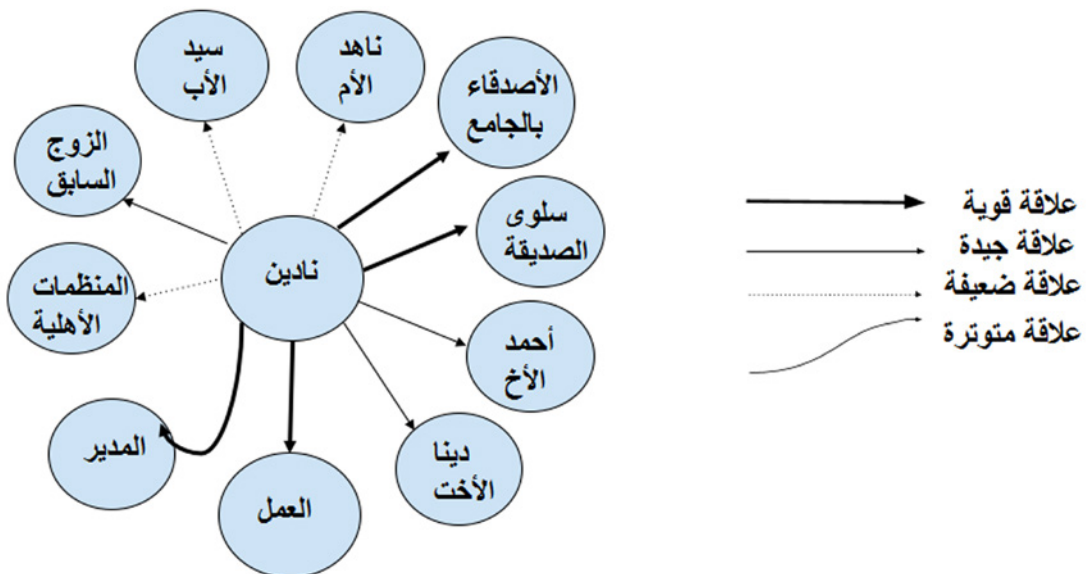 سيد
الأب
ناهد
الأم
الأصدقاء
بالجامع
الزوج
السابق
سلوى
الصديقة
نادين
المنظمات
الأهلية
أحمد
الأخ
المدير
العمل
دينا
الأخت
علاقة قوية
علاقة جيدة
علاقة ضعيفة
علاقة متوترة